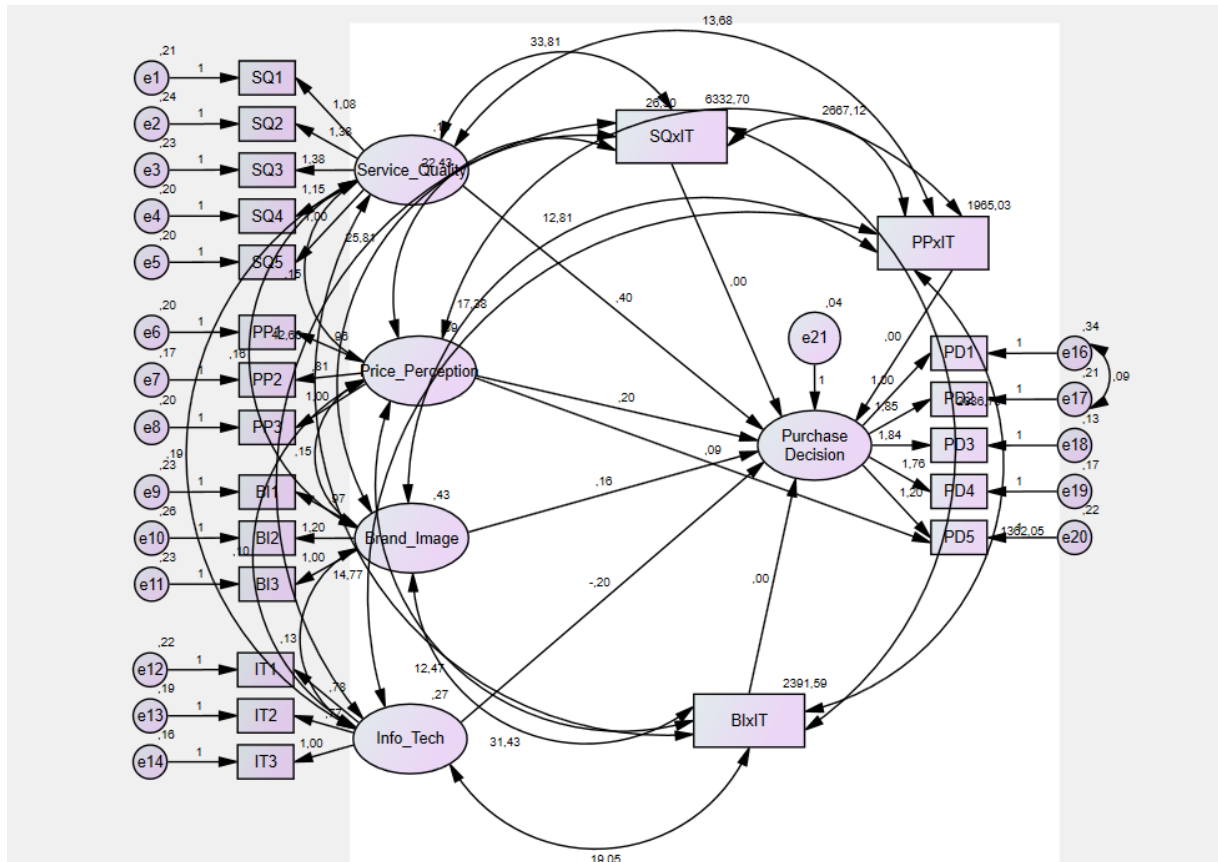 13,68
33,81
,21
e1
1
SQ1
1,08
,24
e2
1
SQ2
1,38
,23
e3
1
SQ3
1,38
,20
e4
1
SQ4
1,15
,20
e5
1
SQ5
1,00
Service_Quality
22,43
SQxIT
6332,70
2667,12
1965,03
PPxIT
12,81
25,81
,15
,00
,40
17,38
,04
e21
1
,00
,20
e6
1
PP1
,96
,17
e7
1
PP2
,81
,20
e8
1
PP3
1,00
Price_Perception
,16
,15
,19
,20
,09
,16
Purchase
Decision
PD1
1,00
1
e16
,34
PD2
1,85
1
e17
,21
,09
PD3
1,84
1
e18
,13
PD4
1,76
1
e19
,17
PD5
1,20
1
e20
,22
1362,05
,23
e9
1
BI1
,97
,26
e10
1
BI2
1,20
,23
e11
1
BI3
1,00
Brand_Image
,43
,10
14,77
-,20
,00
,13
,22
e12
1
IT1
,78
,19
e13
1
IT2
,77
,16
e14
1
IT3
1,00
Info_Tech
,27
12,47
31,43
BIxIT
2391,59
19,05